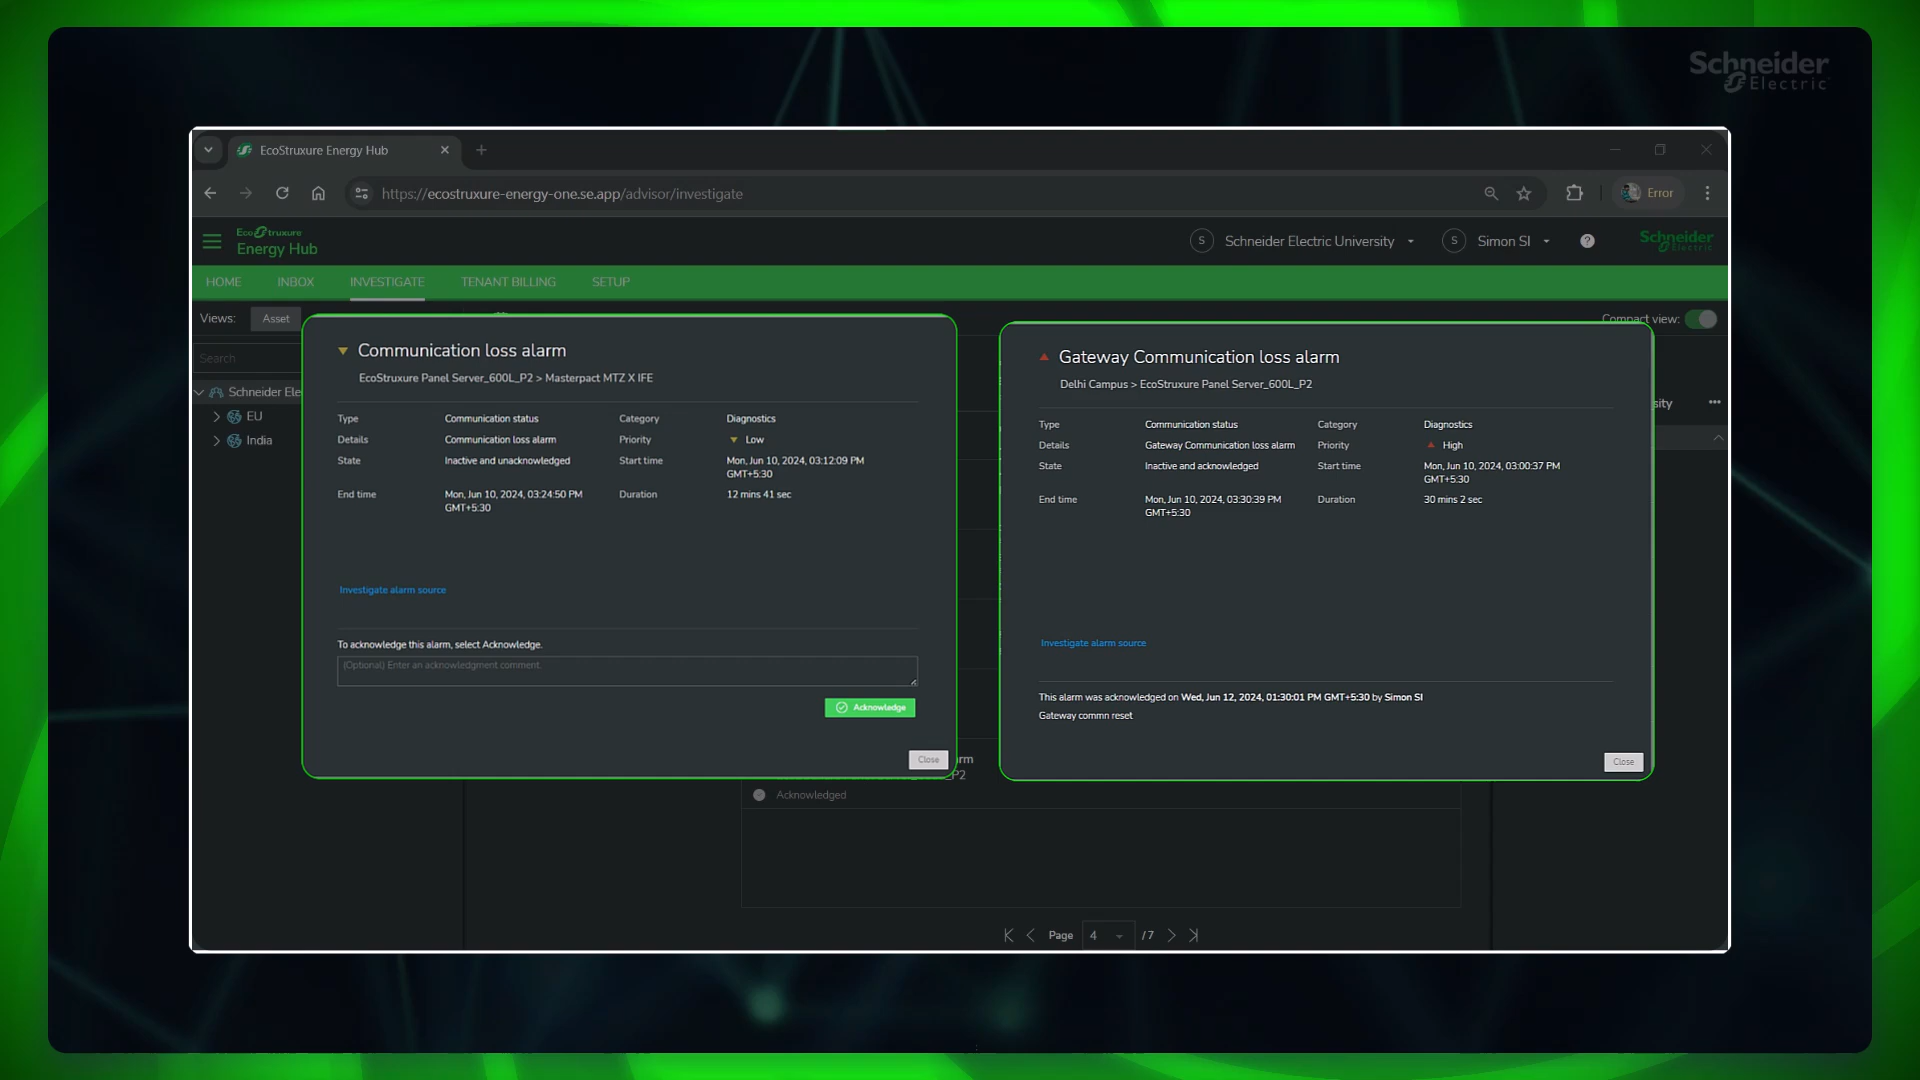 Schneider
Electric
EcoStruxure Energy Hub
https://ecostruxure-energy-one.se.app/advisor/investigate
Error
EcoStruxure
Energy Hub
S Schneider Electric University
S Simon SI
?
Schneider
Electric
HOME INBOX INVESTIGATE TENANT BILLING SETUP
Views: Asset
Compact view:
Search
Schneider Ele
EU
India
sity
Communication loss alarm
EcoStruxure Panel Server_600L_P2 > Masterpact MTZ X IFE
Type Communication status Category Diagnostics
Details Communication loss alarm Priority Low
State Inactive and unacknowledged Start time Mon, Jun 10, 2024, 03:12:09 PM
GMT+5:30
End time Mon, Jun 10, 2024, 03:24:50 PM Duration 12 mins 41 sec
GMT+5:30
Investigate alarm source
To acknowledge this alarm, select Acknowledge.
(Optional) Enter an acknowledgment comment.
Acknowledge
Close
Gateway Communication loss alarm
Delhi Campus > EcoStruxure Panel Server_600L_P2
Type Communication status Category Diagnostics
Details Gateway Communication loss alarm Priority High
State Inactive and acknowledged Start time Mon, Jun 10, 2024, 03:00:37 PM
GMT+5:30
End time Mon, Jun 10, 2024, 03:30:39 PM Duration 30 mins 2 sec
GMT+5:30
Investigate alarm source
This alarm was acknowledged on Wed, Jun 12, 2024, 01:30:01 PM GMT+5:30 by Simon SI
Gateway commn reset
Close
rm
_P2
Acknowledged
Page 4 /7